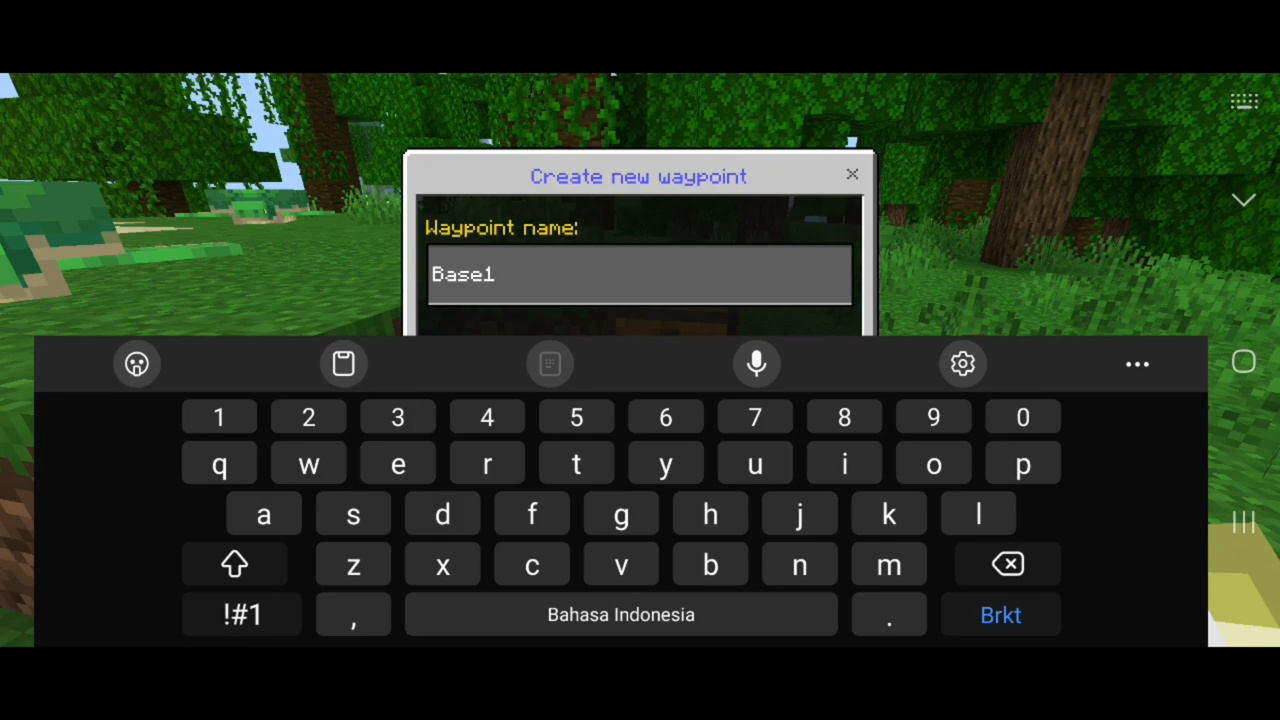 Create new waypoint
Waypoint name:
Base1
1 2 3 4 5 6 7 8 9 0
q w e r t y u i o p
a s d f g h j k l
z x c v b n m
!#1 , Bahasa Indonesia . Brkt